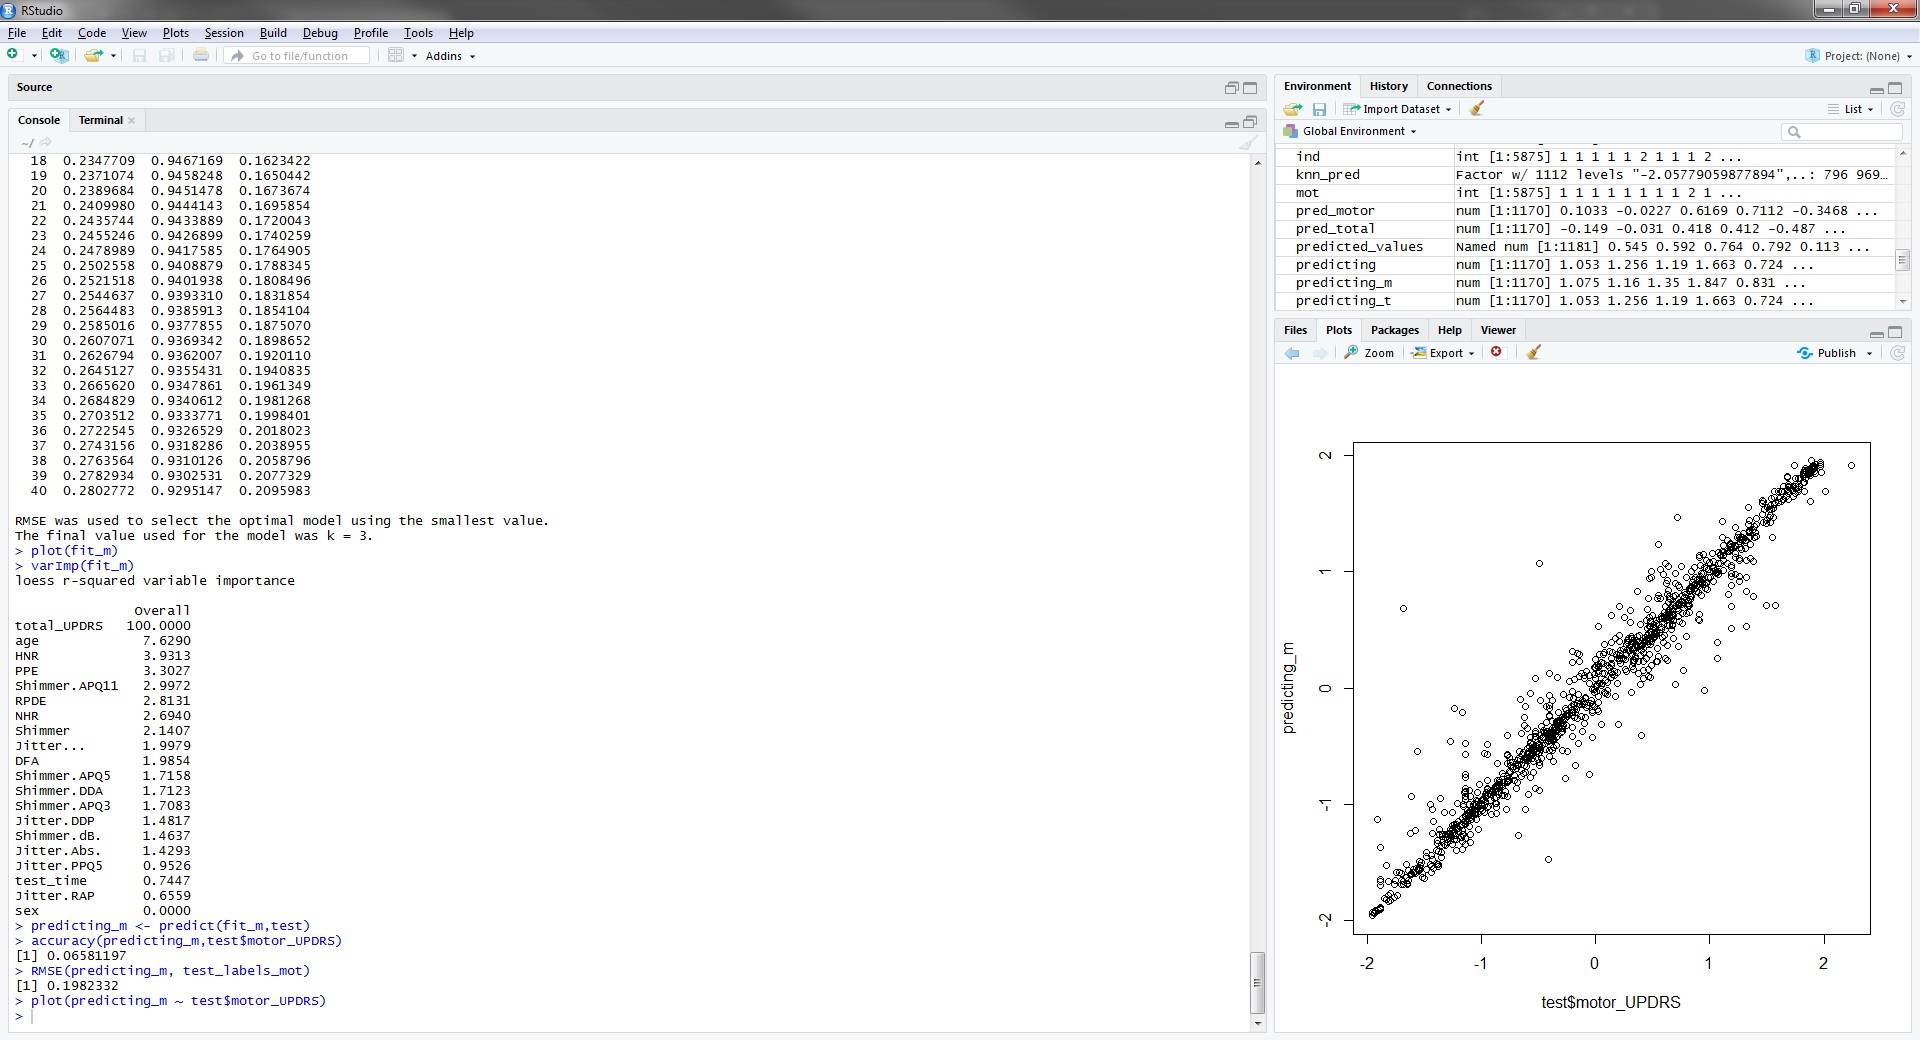 RStudio
File Edit Code View Plots Session Build Debug Profile Tools Help
Go to file/function Addins Project: (None)
Source
Console Terminal
~/
18 0.2347709 0.9467169 0.1623422
19 0.2371074 0.9458248 0.1650442
20 0.2389684 0.9451478 0.1673674
21 0.2409980 0.9444143 0.1695854
22 0.2435744 0.9433889 0.1720043
23 0.2455246 0.9426899 0.1740259
24 0.2478989 0.9417585 0.1764905
25 0.2502558 0.9408879 0.1788345
26 0.2521518 0.9401938 0.1808496
27 0.2544637 0.9393310 0.1831854
28 0.2564483 0.9385913 0.1854104
29 0.2585016 0.9377855 0.1875070
30 0.2607071 0.9369342 0.1898652
31 0.2626794 0.9362007 0.1920110
32 0.2645127 0.9355431 0.1940835
33 0.2665620 0.9347861 0.1961349
34 0.2684829 0.9340612 0.1981268
35 0.2703512 0.9333771 0.1998401
36 0.2722545 0.9326529 0.2018023
37 0.2743156 0.9318286 0.2038955
38 0.2763564 0.9310126 0.2058796
39 0.2782934 0.9302531 0.2077329
40 0.2802772 0.9295147 0.2095983
RMSE was used to select the optimal model using the smallest value.
The final value used for the model was k = 3.
> plot(fit_m)
> varImp(fit_m)
loess r-squared variable importance
Overall
total_UPDRS 100.0000
age 7.6290
HNR 3.9313
PPE 3.3027
Shimmer.APQ11 2.9972
RPDE 2.8131
NHR 2.6940
Shimmer 2.1407
Jitter... 1.9979
DFA 1.9854
Shimmer.APQ5 1.7158
Shimmer.DDA 1.7123
Shimmer.APQ3 1.7083
Jitter.DDP 1.4817
Shimmer.dB. 1.4637
Jitter.Abs. 1.4293
Jitter.PPQ5 0.9526
test_time 0.7447
Jitter.RAP 0.6559
sex 0.0000
> predicting_m <- predict(fit_m,test)
> accuracy(predicting_m,test$motor_UPDRS)
[1] 0.06581197
> RMSE(predicting_m, test_labels_mot)
[1] 0.1982332
> plot(predicting_m ~ test$motor_UPDRS)
>
Environment History Connections
Import Dataset List
Global Environment
ind int [1:5875] 1 1 1 1 1 2 1 1 1 2 ...
knn_pred Factor w/ 1112 levels "-2.05779059877894",..: 796 969…
mot int [1:5875] 1 1 1 1 1 1 1 1 2 1 ...
pred_motor num [1:1170] 0.1033 -0.0227 0.6169 0.7112 -0.3468 ...
pred_total num [1:1170] -0.149 -0.031 0.418 0.412 -0.487 ...
predicted_values Named num [1:1181] 0.545 0.592 0.764 0.792 0.113 ...
predicting num [1:1170] 1.053 1.256 1.19 1.663 0.724 ...
predicting_m num [1:1170] 1.075 1.16 1.35 1.847 0.831 ...
predicting_t num [1:1170] 1.053 1.256 1.19 1.663 0.724 ...
Files Plots Packages Help Viewer
Zoom Export Publish
2
1
0
-1
-2
predicting_m
-2 -1 0 1 2
test$motor_UPDRS